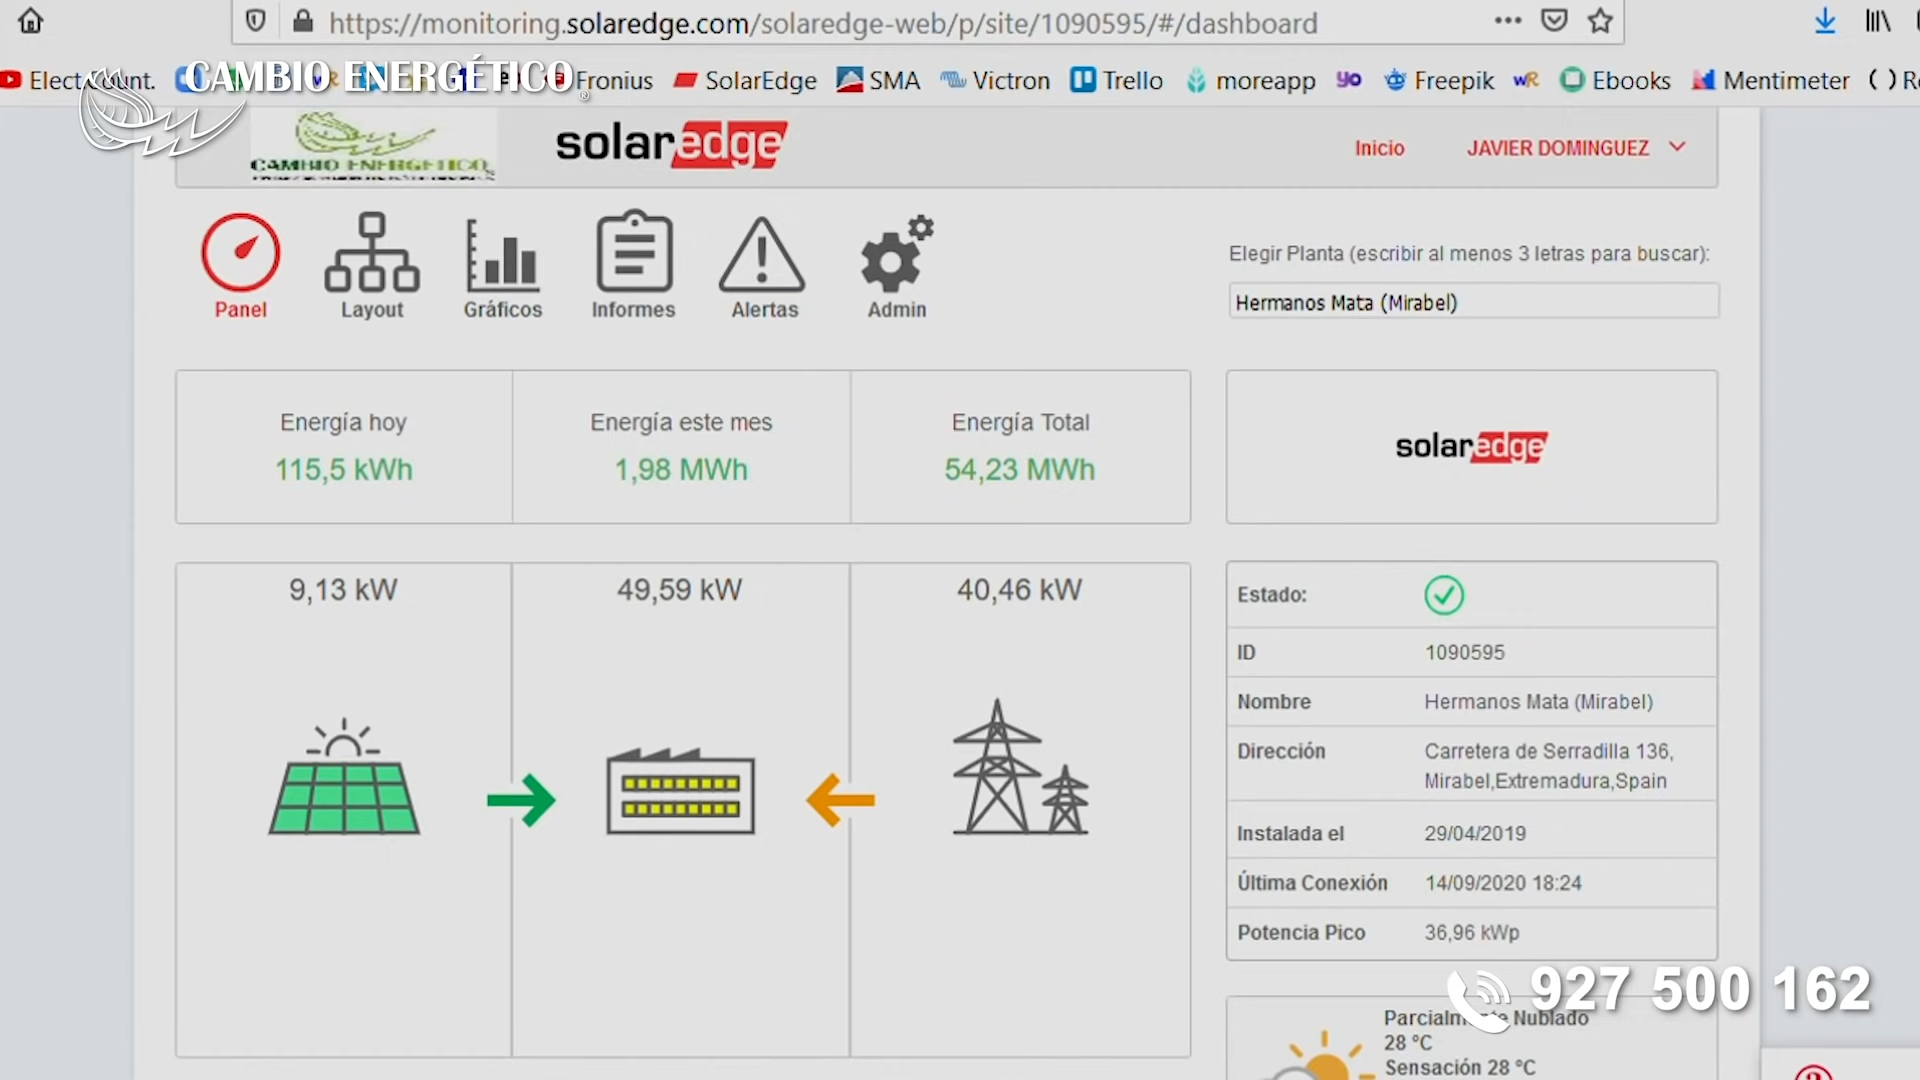 https://monitoring.solaredge.com/solaredge-web/p/site/1090595/#/dashboard
Fronius SolarEdge SMA Victron Trello moreapp yo Freepik wR Ebooks Mentimeter
CAMBIO ENERGÉTICO
CAMBIO ENERGETICO
solaredge
Inicio JAVIER DOMINGUEZ
Panel Layout Gráficos Informes Alertas Admin
Elegir Planta (escribir al menos 3 letras para buscar):
Hermanos Mata (Mirabel)
Energía hoy Energía este mes Energía Total
115,5 kWh 1,98 MWh 54,23 MWh
solaredge
9,13 kW 49,59 kW 40,46 kW
Estado:
ID 1090595
Nombre Hermanos Mata (Mirabel)
Dirección Carretera de Serradilla 136,
Mirabel,Extremadura,Spain
Instalada el 29/04/2019
Última Conexión 14/09/2020 18:24
Potencia Pico 36,96 kWp
927 500 162
Parcialmente Nublado
28 °C
Sensación 28 °C